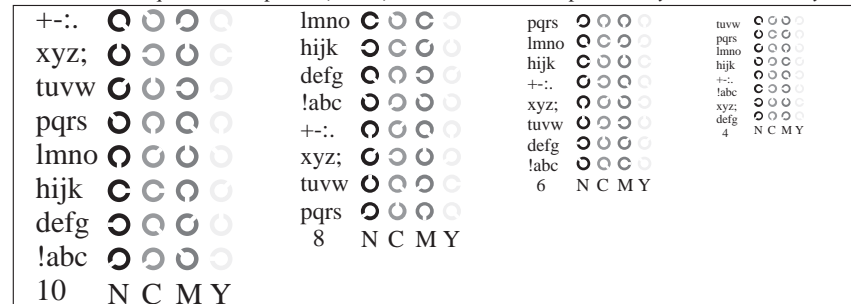 +-:.
xyz;
tuvw
pqrs
lmno
hijk
defg
!abc
10 N C M Y
lmno
hijk
defg
!abc
+-:.
xyz;
tuvw
pqrs
8 N C M Y
pqrs
lmno
hijk
+-:.
xyz;
tuvw
defg
!abc
6 N C M Y
tuvw
pqrs
lmno
hijk
+-:.
!abc
xyz;
defg
4 N C M Y